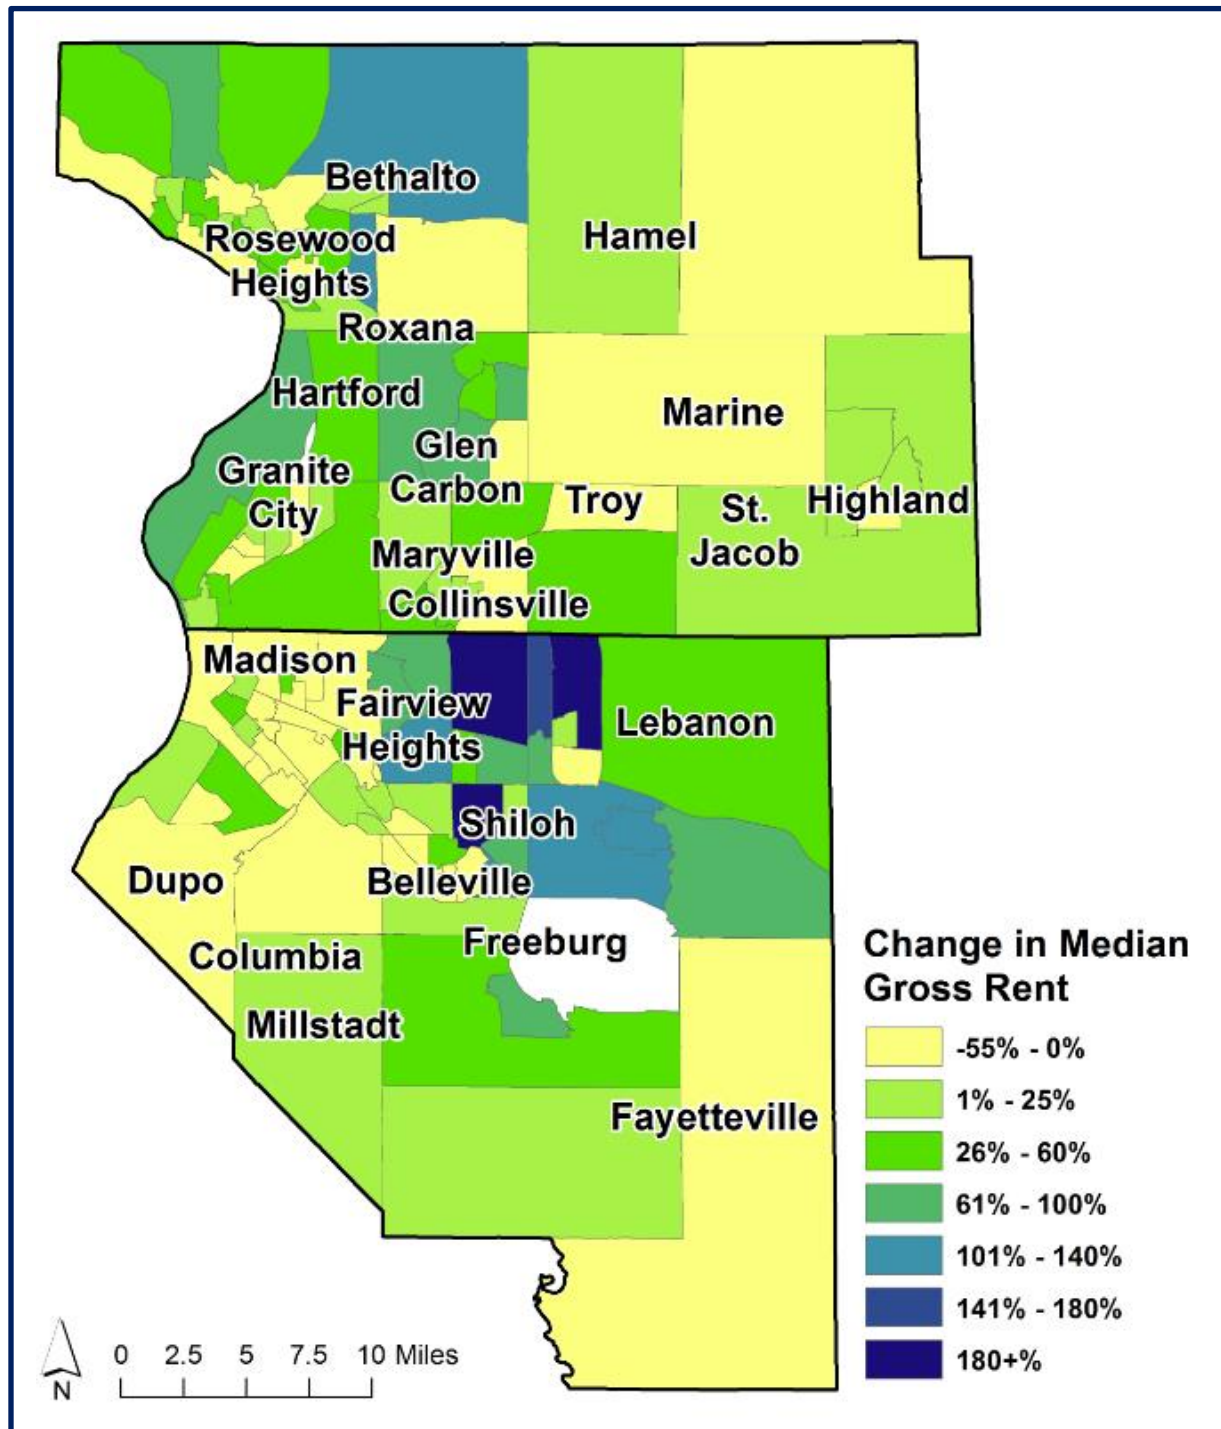 Bethalto
Hamel
Rosewood
Heights
Roxana
Hartford
Marine
Glen
Carbon
Granite
City
Troy
St.
Jacob
Highland
Maryville
Collinsville
Madison
Fairview
Heights
Lebanon
Shiloh
Dupo
Belleville
Freeburg
Columbia
Millstadt
Fayetteville
Change in Median
Gross Rent
-55% - 0%
1% - 25%
26% - 60%
61% - 100%
101% - 140%
141% - 180%
180+%
0 2.5 5 7.5 10 Miles
N